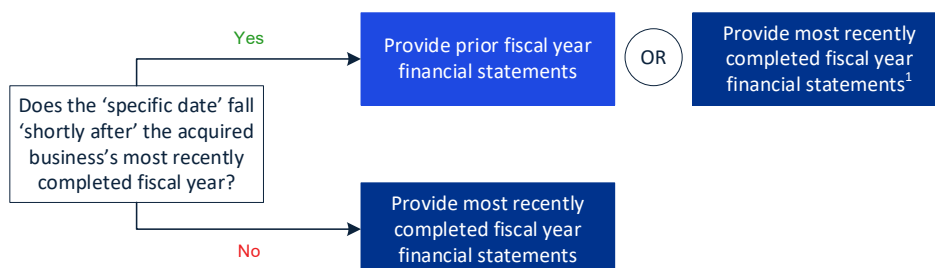 Yes
Provide prior fiscal year
financial statements
OR
Provide most recently
completed fiscal year
financial statements1
Does the ‘specific date’ fall
‘shortly after’ the acquired
business’s most recently
completed fiscal year?
No
Provide most recently
completed fiscal year
financial statements